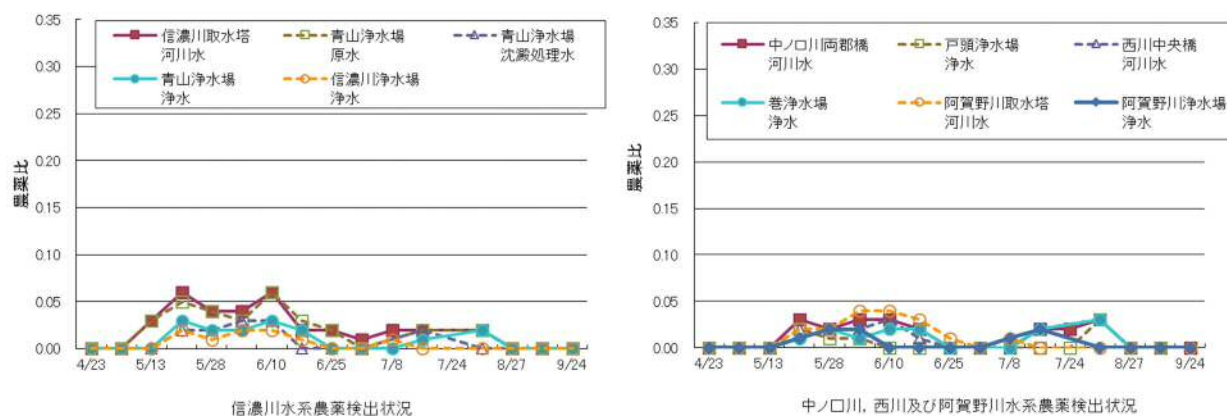 0.35
0.30
0.25
0.20
0.15
0.10
0.05
0.00
農薬比
信濃川取水塔
河川水
青山浄水場
原水
青山浄水場
沈澱処理水
青山浄水場
浄水
信濃川浄水場
浄水
4/23 5/13 5/28 6/10 6/25 7/8 7/24 8/27 9/24
信濃川水系農薬検出状況
0.35
0.30
0.25
0.20
0.15
0.10
0.05
0.00
農薬比
中ノ口川両郡橋
河川水
戸頭浄水場
浄水
西川中央橋
河川水
巻浄水場
浄水
阿賀野川取水塔
河川水
阿賀野川浄水場
浄水
4/23 5/13 5/28 6/10 6/25 7/8 7/24 8/27 9/24
中ノ口川，西川及び阿賀野川水系農薬検出状況